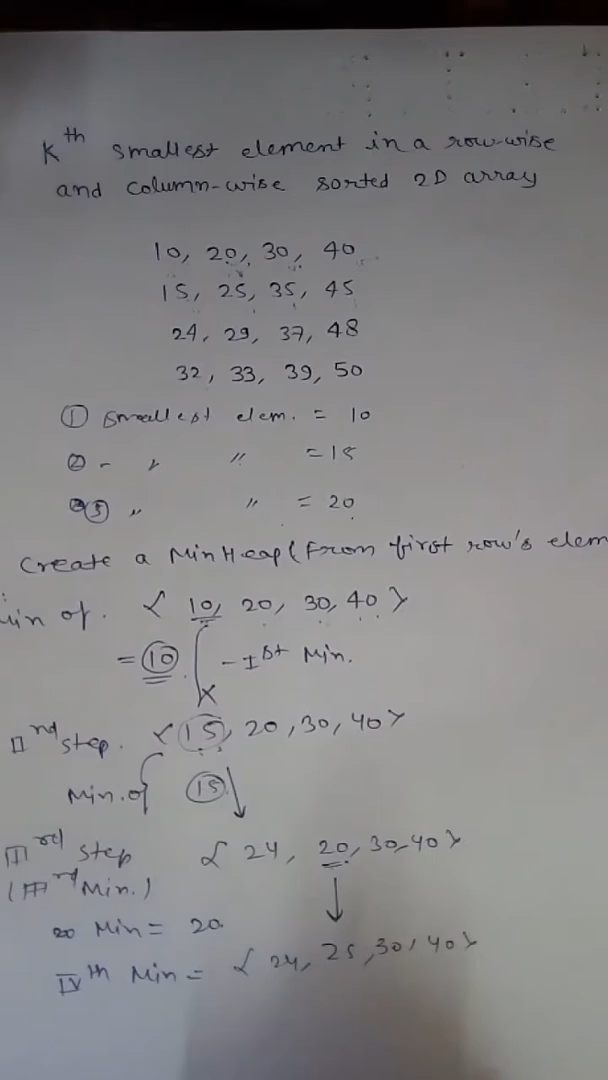 Kth smallest element in a row-wise
and column-wise sorted 2D array
10, 20, 30, 40
15, 25, 35, 45
24, 29, 37, 48
32, 33, 39, 50
① smallest elem. = 10
② - " " = 15
③ " " = 20
Create a MinHeap (From first row's elem
min of. < 10, 20, 30, 40 >
= 10 - Ist Min.
IInd step. < 15, 20, 30, 40 >
Min. of 15
IIIrd step < 24, 20, 30, 40 >
(IIIrd Min.)
20 Min = 20.
IVth Min = < 24, 25, 30, 40 >